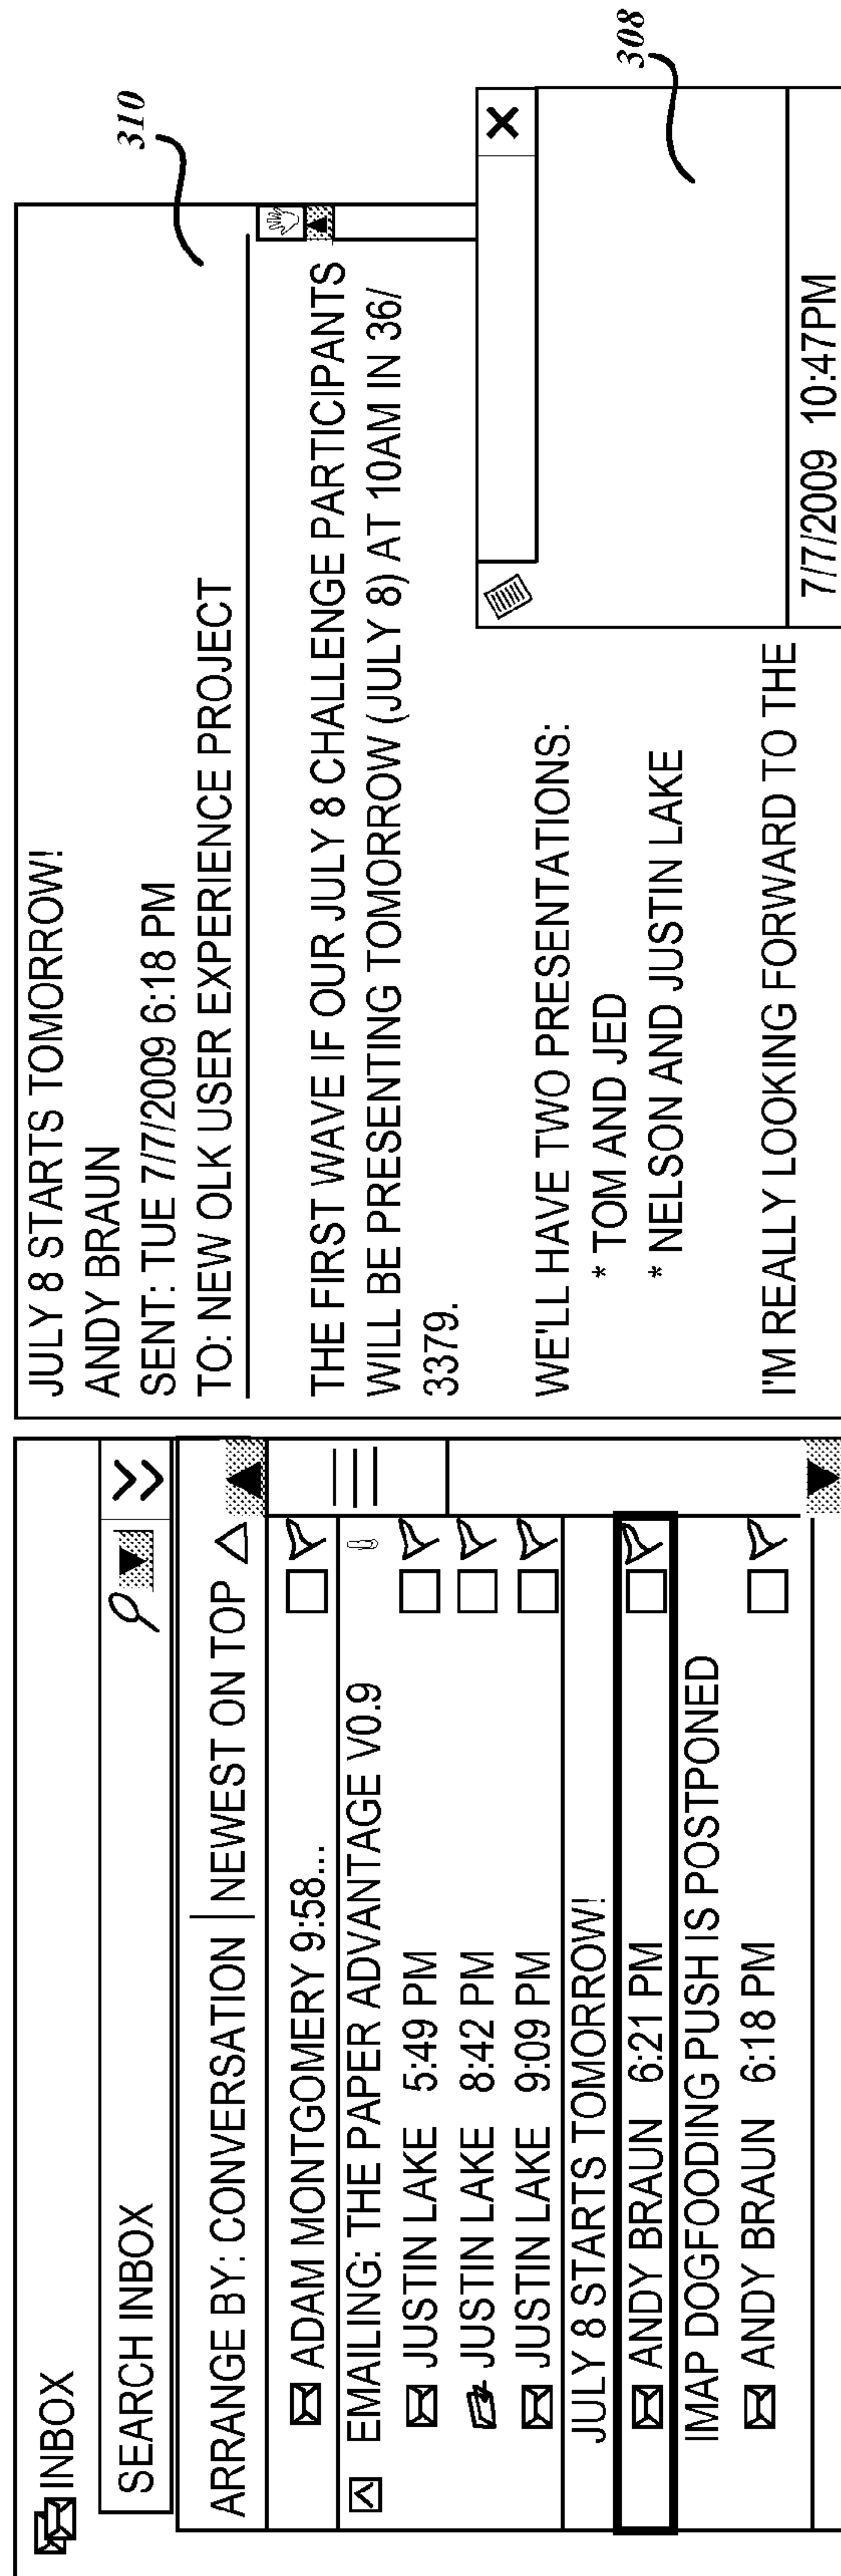 INBOX
SEARCH INBOX
ARRANGE BY: CONVERSATION | NEWEST ON TOP
ADAM MONTGOMERY 9:58...
EMAILING: THE PAPER ADVANTAGE V0.9
JUSTIN LAKE 5:49 PM
JUSTIN LAKE 8:42 PM
JUSTIN LAKE 9:09 PM
JULY 8 STARTS TOMORROW!
ANDY BRAUN 6:21 PM
IMAP DOGFOODING PUSH IS POSTPONED
ANDY BRAUN 6:18 PM
JULY 8 STARTS TOMORROW!
ANDY BRAUN
SENT: TUE 7/7/2009 6:18 PM
TO: NEW OLK USER EXPERIENCE PROJECT
310
THE FIRST WAVE IF OUR JULY 8 CHALLENGE PARTICIPANTS
WILL BE PRESENTING TOMORROW (JULY 8) AT 10AM IN 36/
3379.
WE'LL HAVE TWO PRESENTATIONS:
* TOM AND JED
* NELSON AND JUSTIN LAKE
I'M REALLY LOOKING FORWARD TO THE
308
7/7/2009 10:47PM